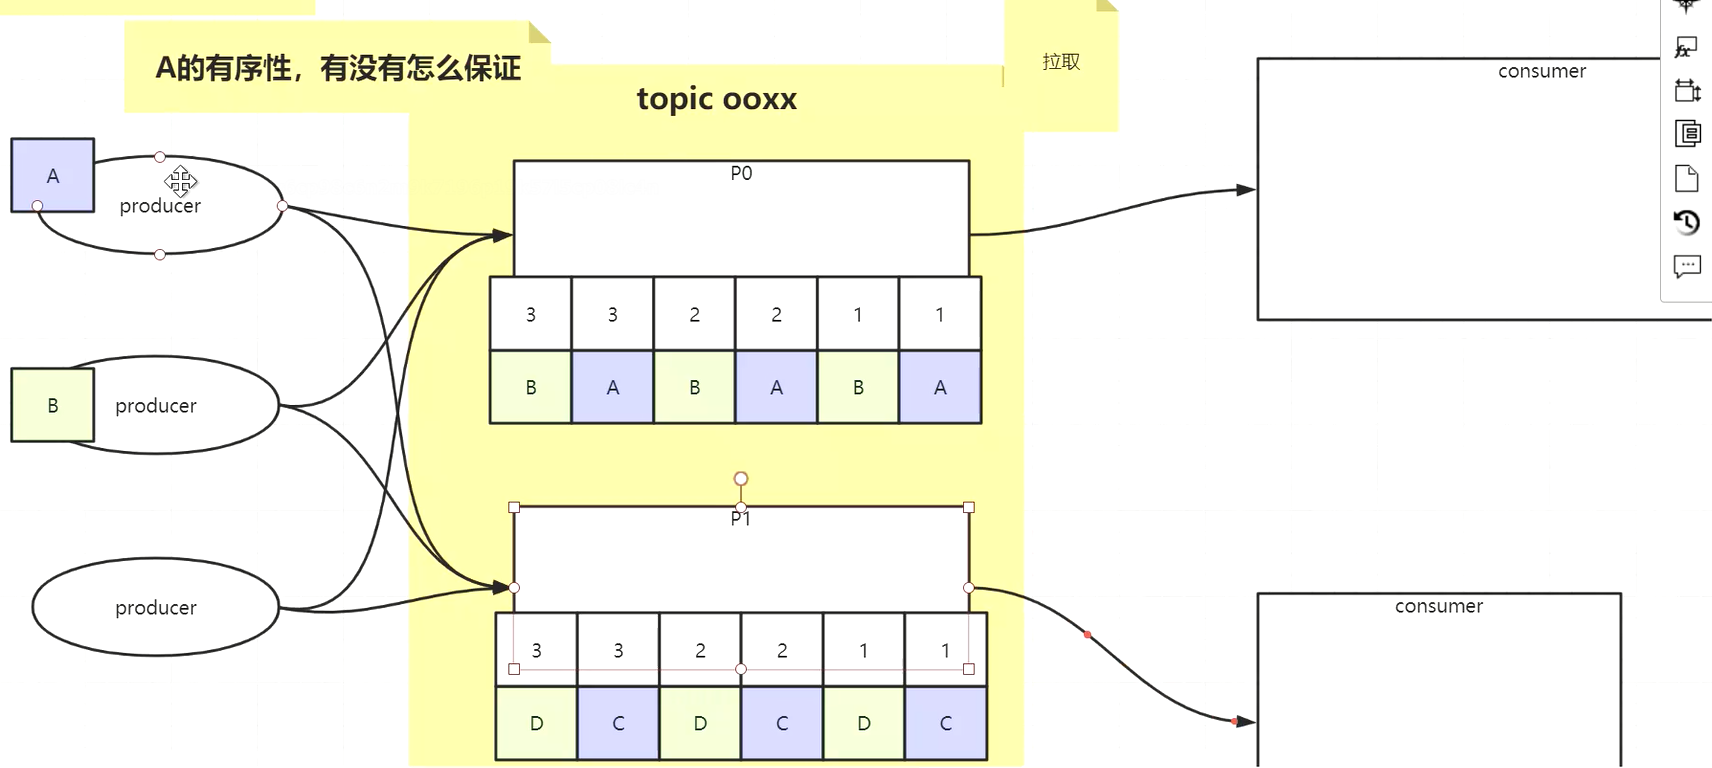 A的有序性，有没有怎么保证
拉取
topic ooxx
consumer
A
producer
P0
3 3 2 2 1 1
B A B A B A
B
producer
P1
producer
consumer
3 3 2 2 1 1
D C D C D C
fx